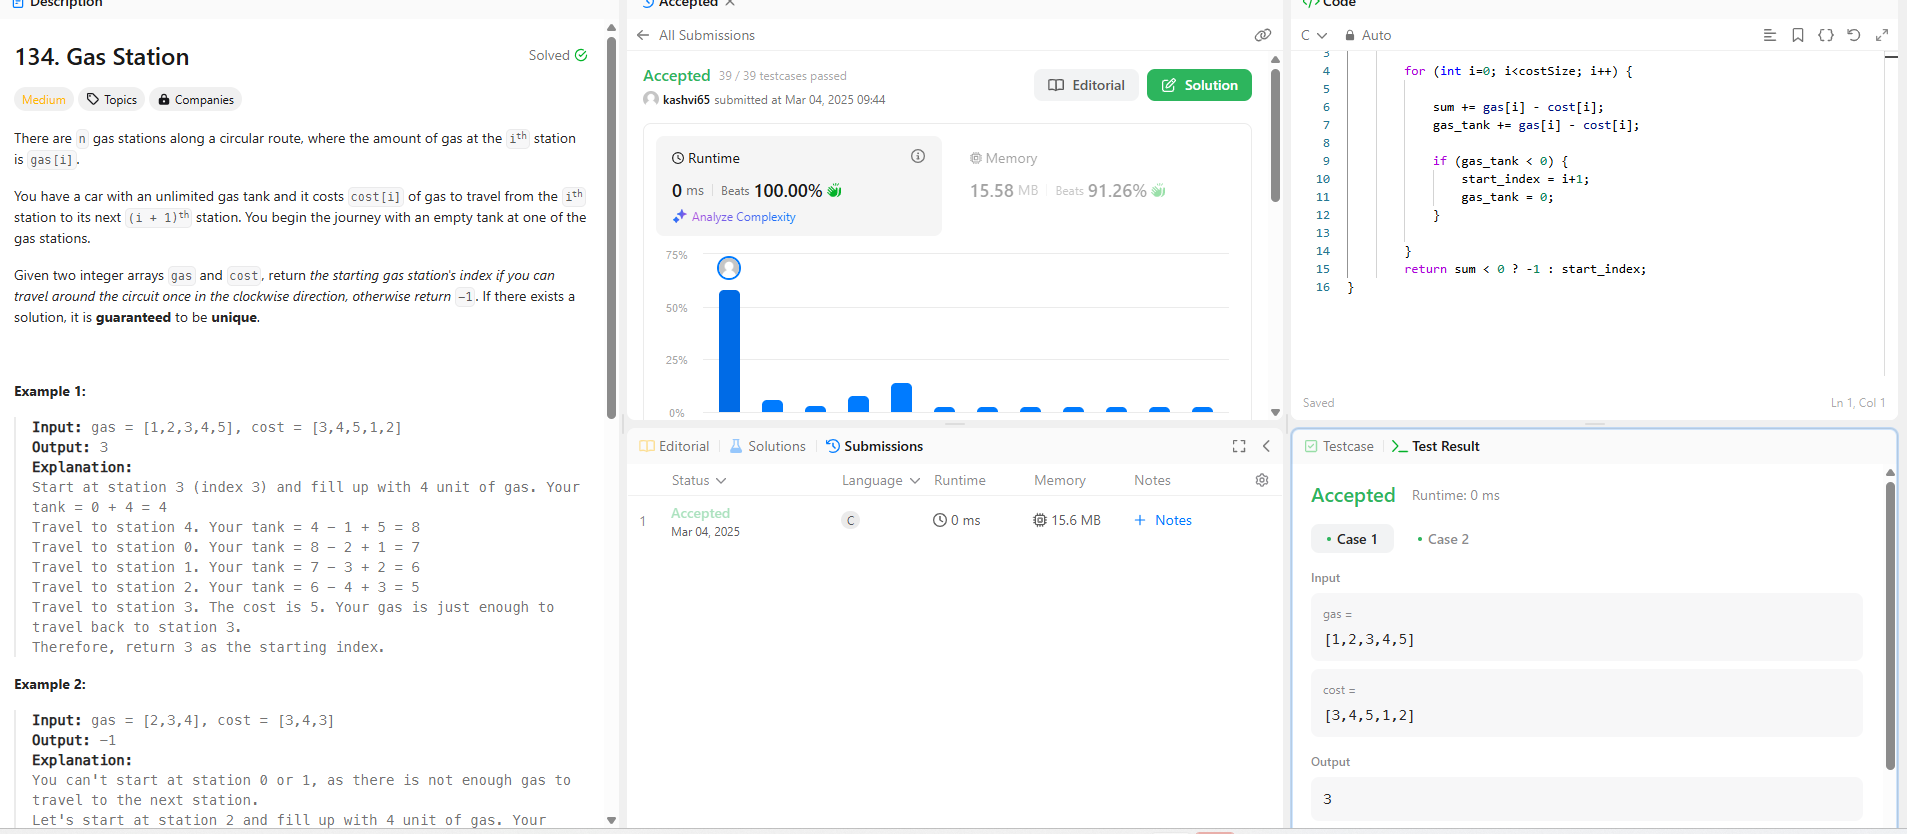 Description
134. Gas Station
Solved
Medium
Topics
Companies
There are n gas stations along a circular route, where the amount of gas at the ith station
is gas[i].
You have a car with an unlimited gas tank and it costs cost[i] of gas to travel from the ith
station to its next (i + 1)th station. You begin the journey with an empty tank at one of the
gas stations.
Given two integer arrays gas and cost, return the starting gas station's index if you can
travel around the circuit once in the clockwise direction, otherwise return -1. If there exists a
solution, it is guaranteed to be unique.
Example 1:
Input: gas = [1,2,3,4,5], cost = [3,4,5,1,2]
Output: 3
Explanation:
Start at station 3 (index 3) and fill up with 4 unit of gas. Your
tank = 0 + 4 = 4
Travel to station 4. Your tank = 4 - 1 + 5 = 8
Travel to station 0. Your tank = 8 - 2 + 1 = 7
Travel to station 1. Your tank = 7 - 3 + 2 = 6
Travel to station 2. Your tank = 6 - 4 + 3 = 5
Travel to station 3. The cost is 5. Your gas is just enough to
travel back to station 3.
Therefore, return 3 as the starting index.
Example 2:
Input: gas = [2,3,4], cost = [3,4,3]
Output: -1
Explanation:
You can't start at station 0 or 1, as there is not enough gas to
travel to the next station.
Let's start at station 2 and fill up with 4 unit of gas. Your
Accepted
All Submissions
Accepted 39 / 39 testcases passed
kashvi65 submitted at Mar 04, 2025 09:44
Editorial
Solution
Runtime
0 ms Beats 100.00%
Analyze Complexity
Memory
15.58 MB Beats 91.26%
75%
50%
25%
0%
Editorial
Solutions
Submissions
Status Language Runtime Memory Notes
1 Accepted C 0 ms 15.6 MB + Notes
Mar 04, 2025
Code
C Auto
3
4 for (int i=0; i<costSize; i++) {
5
6 sum += gas[i] - cost[i];
7 gas_tank += gas[i] - cost[i];
8
9 if (gas_tank < 0) {
10 start_index = i+1;
11 gas_tank = 0;
12 }
13
14 }
15 return sum < 0 ? -1 : start_index;
16 }
Saved
Ln 1, Col 1
Testcase
Test Result
Accepted Runtime: 0 ms
Case 1
Case 2
Input
gas =
[1,2,3,4,5]
cost =
[3,4,5,1,2]
Output
3